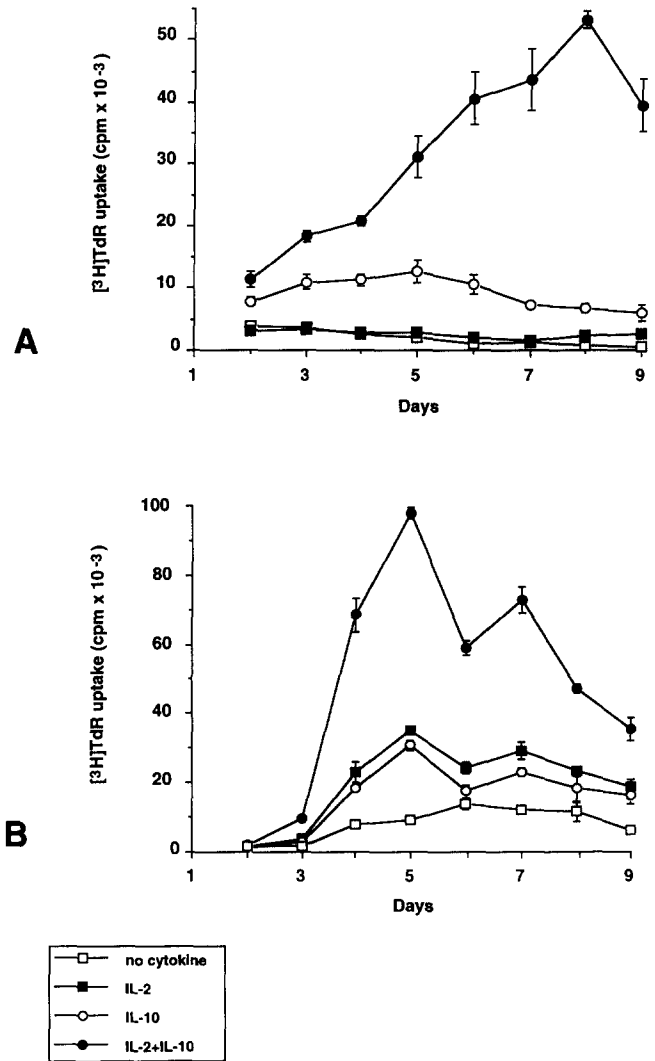 [³H]TdR uptake (cpm x 10⁻³)
50
40
30
20
10
0
A
1
3
5
7
9
Days
[³H]TdR uptake (cpm x 10⁻³)
100
80
60
40
20
0
B
1
3
5
7
9
Days
no cytokine
IL-2
IL-10
IL-2+IL-10